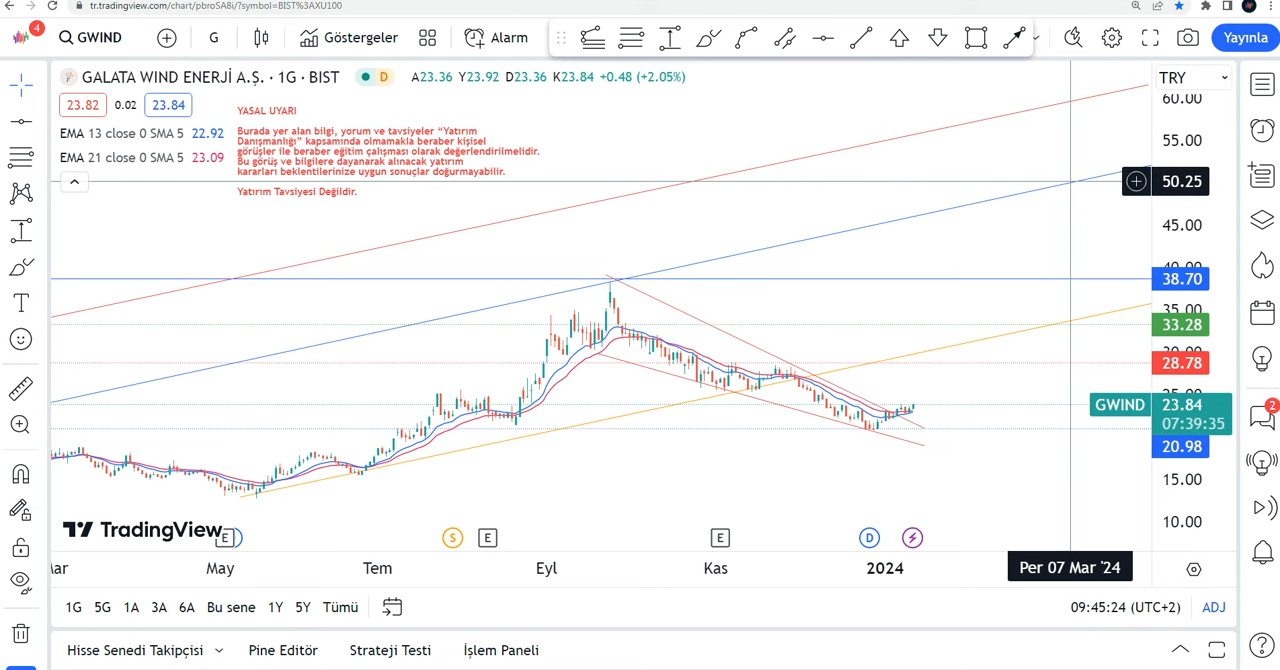 tr.tradingview.com/chart/pbroSA8i/?symbol=BIST%3AXU100
4
GWIND
G
Göstergeler
Alarm
Yayınla
GALATA WIND ENERJİ A.Ş. · 1G · BIST
D
A23.36 Y23.92 D23.36 K23.84 +0.48 (+2.05%)
TRY
23.82
0.02
23.84
EMA 13 close 0 SMA 5 22.92
EMA 21 close 0 SMA 5 23.09
YASAL UYARI
Burada yer alan bilgi, yorum ve tavsiyeler “Yatırım
Danışmanlığı” kapsamında olmamakla beraber kişisel
görüşler ile beraber eğitim çalışması olarak değerlendirilmelidir.
Bu görüş ve bilgilere dayanarak alınacak yatırım
kararları beklentilerinize uygun sonuçlar doğurmayabilir.
Yatırım Tavsiyesi Değildir.
60.00
55.00
50.25
45.00
40.00
38.70
35.00
33.28
30.00
28.78
25.00
GWIND
23.84
07:39:35
20.98
15.00
10.00
2
TradingView
E
S
E
E
D
Mar
May
Tem
Eyl
Kas
2024
Per 07 Mar '24
1G 5G 1A 3A 6A Bu sene 1Y 5Y Tümü
09:45:24 (UTC+2)
ADJ
Hisse Senedi Takipçisi
Pine Editör
Strateji Testi
İşlem Paneli